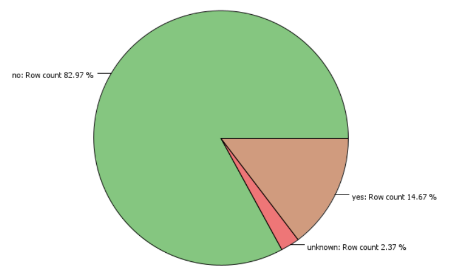 no: Row count 82.97 %
yes: Row count 14.67 %
unknown: Row count 2.37 %